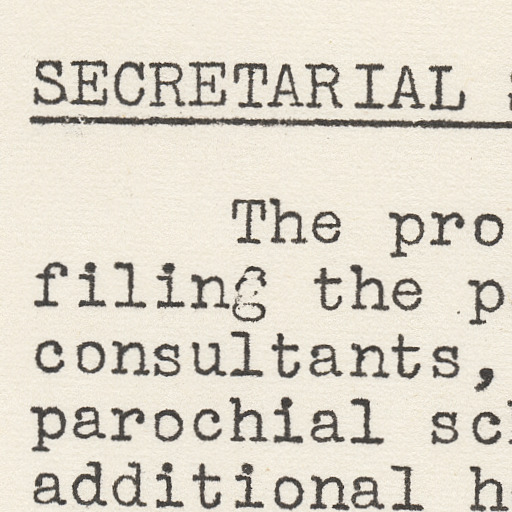 SECRETARIAL
The pro
filing the p
consultants,
parochial sc
additional h